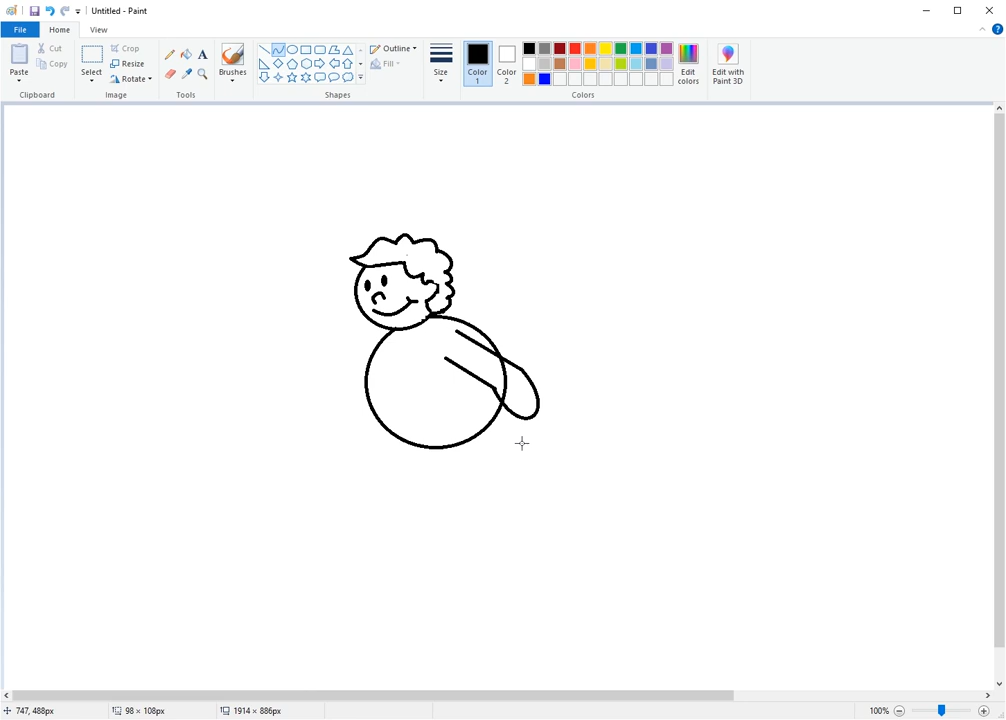 Untitled - Paint
File Home View
Paste
Cut
Copy
Clipboard
Select
Crop
Resize
Rotate
Image
A
Tools
Brushes
Outline
Fill
Shapes
Size
Color 1
Color 2
Edit colors
Colors
Edit with Paint 3D
747, 488px
98 × 108px
1914 × 886px
100%